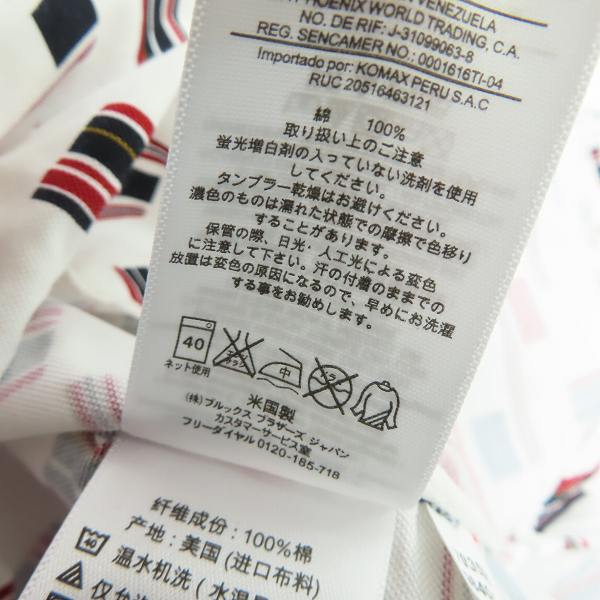 VENEZUELA
PHOENIX WORLD TRADING, C.A.
NO. DE RIF: J-31099063-8
REG. SENCAMER NO.: 0001616TI-04
Importado por: KOMAX PERU S.A.C
RUC 20516463121
綿 100%
取り扱い上のご注意
蛍光増白剤の入っていない洗剤を使用
してください。
タンブラー乾燥はお避けください。
濃色のものは濡れた状態での摩擦で色移り
することがあります。
保管の際、日光・人工光による変色
に注意して下さい。汗の付着のままでの
放置は変色の原因になるので、早めにお洗濯
する事をお勧めします。
40
中
ネット使用
米国製
(株)ブルックス ブラザーズ ジャパン
カスタマーサービス室
フリーダイヤル 0120-185-718
纤维成份：100%棉
产地：美国(进口布料)
40
温水机洗(水温
仅允